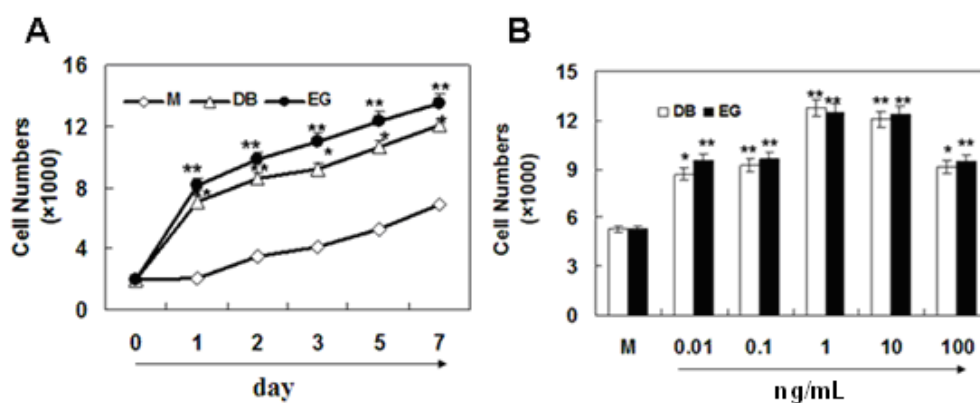 A
Cell Numbers
(×1000)
16
12
8
4
0
M DB EG
** ** ** ** **
* ** * * *
0 1 2 3 5 7
day
B
Cell Numbers
(×1000)
15
12
9
6
3
0
DB EG
* ** ** ** ** ** ** ** * **
M 0.01 0.1 1 10 100
ng/mL